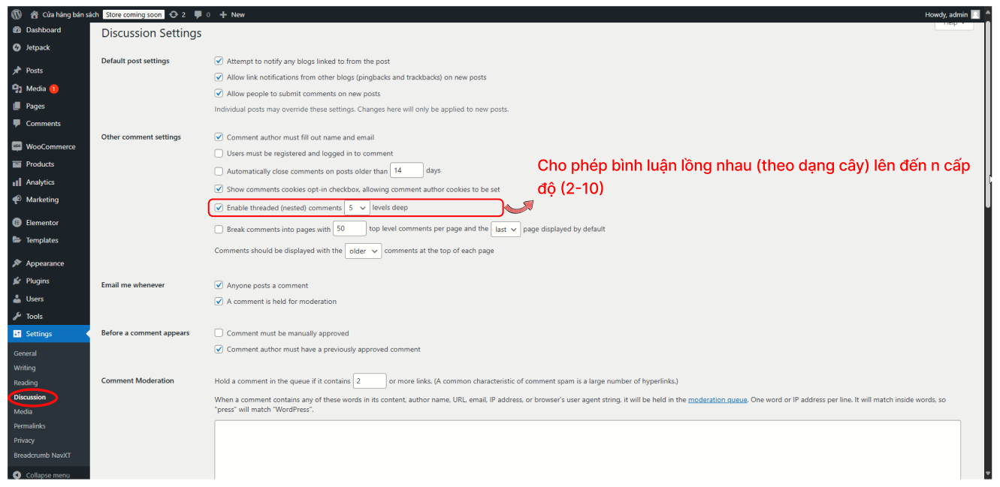 Cửa hàng bán sách Store coming soon 2 0 + New Howdy, admin
Help
Dashboard
Jetpack
Posts
Media 1
Pages
Comments
WooCommerce
Products
Analytics
Marketing
Elementor
Templates
Appearance
Plugins
Users
Tools
Settings
General
Writing
Reading
Discussion
Media
Permalinks
Privacy
Breadcrumb NavXT
Collapse menu
Discussion Settings
Default post settings
Attempt to notify any blogs linked to from the post
Allow link notifications from other blogs (pingbacks and trackbacks) on new posts
Allow people to submit comments on new posts
Individual posts may override these settings. Changes here will only be applied to new posts.
Other comment settings
Comment author must fill out name and email
Users must be registered and logged in to comment
Automatically close comments on posts older than 14 days
Show comments cookies opt-in checkbox, allowing comment author cookies to be set
Enable threaded (nested) comments 5 levels deep
Cho phép bình luận lồng nhau (theo dạng cây) lên đến n cấp
độ (2-10)
Break comments into pages with 50 top level comments per page and the last page displayed by default
Comments should be displayed with the older comments at the top of each page
Email me whenever
Anyone posts a comment
A comment is held for moderation
Before a comment appears
Comment must be manually approved
Comment author must have a previously approved comment
Comment Moderation
Hold a comment in the queue if it contains 2 or more links. (A common characteristic of comment spam is a large number of hyperlinks.)
When a comment contains any of these words in its content, author name, URL, email, IP address, or browser's user agent string, it will be held in the moderation queue. One word or IP address per line. It will match inside words, so
"press" will match "WordPress".